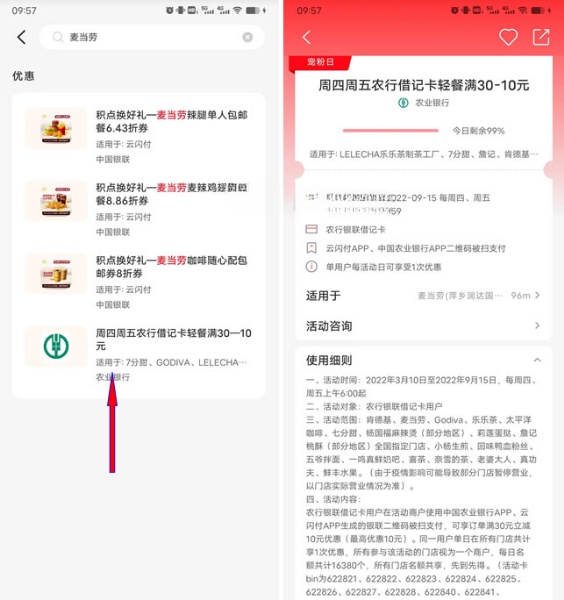 09:57
5G
4G
麦当劳
优惠
积点换好礼—麦当劳辣腿单人包邮
餐6.43折券
适用于: 云闪付
中国银联
积点换好礼—麦当劳麦辣鸡
餐8.86折券
适用于: 云闪付
中国银联
积点换好礼—麦当劳咖啡随心配包
邮券8折券
适用于: 云闪付
中国银联
周四周五农行借记卡轻餐满30—10
元
适用于: 7分甜、GODIVA、LELECHA…
农业银行
09:57
5G
4G
宠粉日
周四周五农行借记卡轻餐满30-10元
农业银行
今日剩余99%
适用于: LELECHA乐乐茶制茶工厂、7分甜、詹记、肯德基…
2022-09-15 每周四、周五
59
农行银联借记卡
云闪付APP、中国农业银行APP二维码被扫支付
单用户每活动日可享受1次优惠
适用于
麦当劳(萍乡润达国… 96m
活动咨询
使用细则
一、活动时间：2022年3月10日至2022年9月15日，每周四、
周五上午6:00起
二、活动对象：农行银联借记卡用户
三、活动范围：肯德基、麦当劳、Godiva、乐乐茶、太平洋
咖啡、七分甜、杨国福麻辣烫（部分地区）、莉莲蛋挞、詹记
桃酥（部分地区）全国指定门店、小杨生煎、回味鸭血粉丝、
五爷拌面、一鸣真鲜奶吧、喜茶、奈雪的茶、老婆大人、真功
夫、鲜丰水果。（由于疫情影响可能导致部分门店暂停营业，
以门店实际营业情况为准）。
四、活动内容：
农行银联借记卡用户在活动商户使用中国农业银行APP、云
闪付APP生成的银联二维码被扫支付，可享订单满30元立减
10元优惠（最高优惠10元）。同一用户单日在所有门店共计
享1次优惠，所有参与该活动的门店视为一个商户，每日名
额共计16380个，所有门店名额共享，先到先得。（活动卡
bin为622821、622822、622823、622824、622825、
622826、622827、622828、622840、622841、